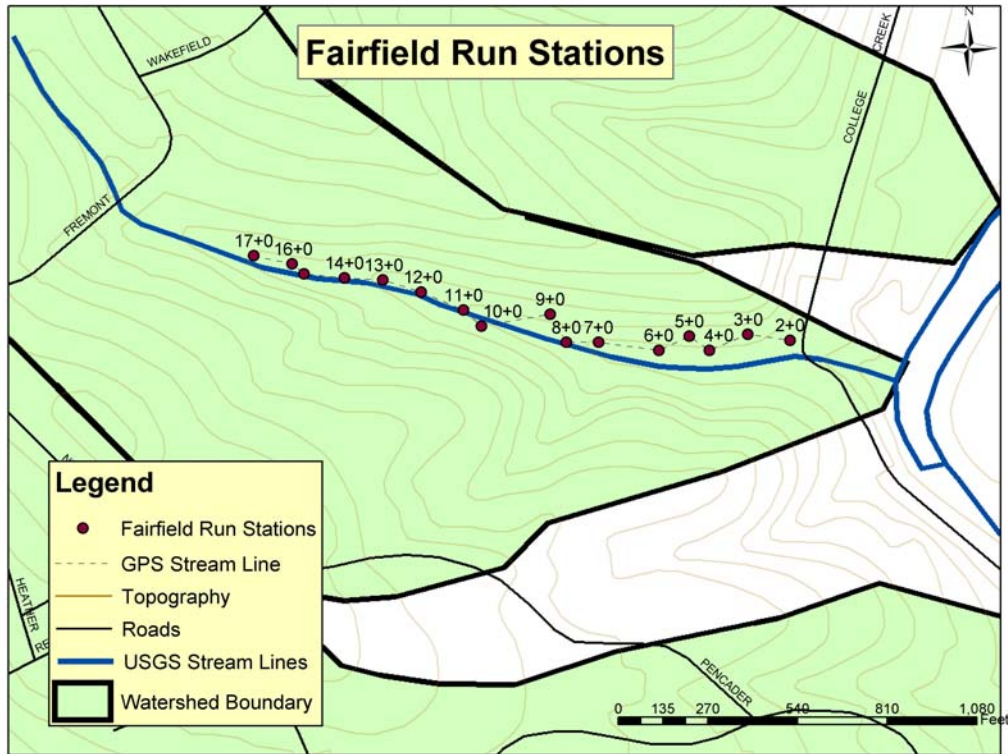 Fairfield Run Stations
N
WAKEFIELD
CREEK
COLLEGE
FREMONT
17+0
16+0
14+0
13+0
12+0
11+0
10+0
9+0
8+0
7+0
6+0
5+0
4+0
3+0
2+0
Legend
Fairfield Run Stations
GPS Stream Line
Topography
Roads
USGS Stream Lines
Watershed Boundary
HEATHER
PENCADER
0 135 270 540 810 1,080
Feet